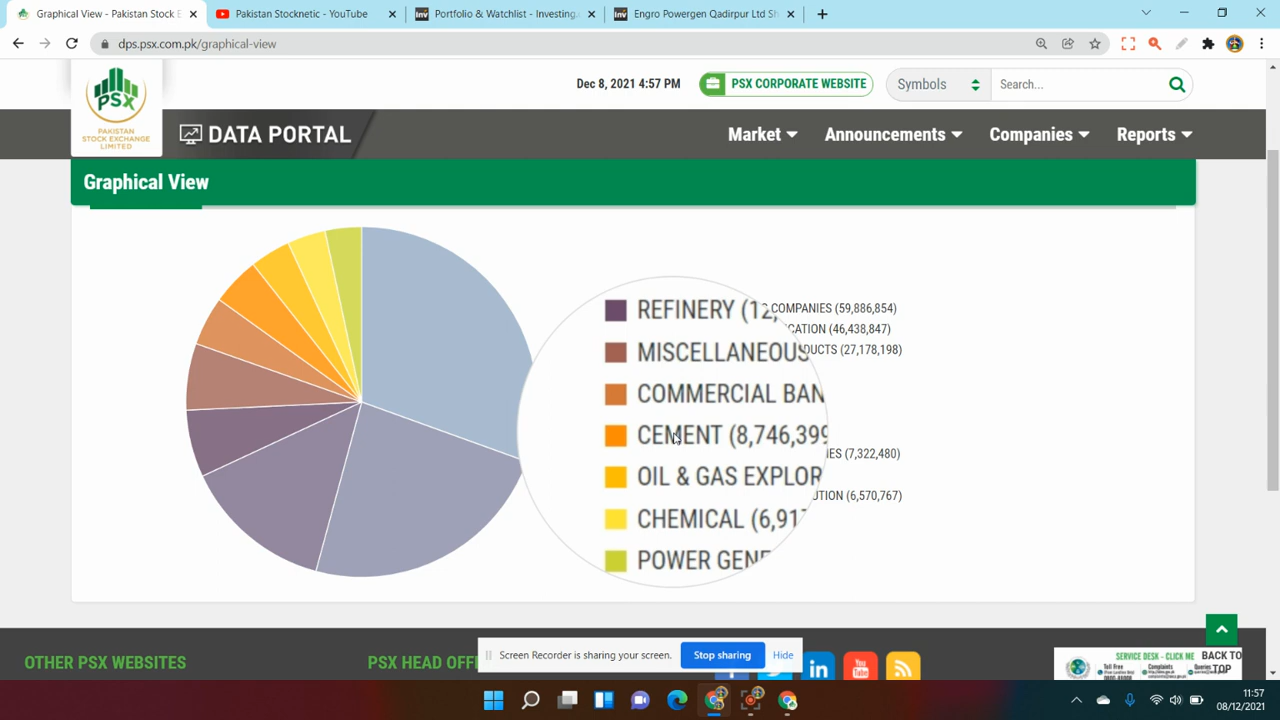 Graphical View - Pakistan Stock E
Pakistan Stocknetic - YouTube
Portfolio & Watchlist - Investing.
Engro Powergen Qadirpur Ltd Sh
dps.psx.com.pk/graphical-view
PSX
PAKISTAN
STOCK EXCHANGE
LIMITED
Dec 8, 2021 4:57 PM
PSX CORPORATE WEBSITE
Symbols
Search...
DATA PORTAL
Market
Announcements
Companies
Reports
Graphical View
REFINERY (12,
COMPANIES (59,886,854)
CATION (46,438,847)
MISCELLANEOUS
DUCTS (27,178,198)
COMMERCIAL BAN
CEMENT (8,746,399
IES (7,322,480)
OIL & GAS EXPLOR
UTION (6,570,767)
CHEMICAL (6,917
POWER GENE
OTHER PSX WEBSITES
PSX HEAD OFFI
Screen Recorder is sharing your screen.
Stop sharing
Hide
SERVICE DESK - CLICK ME
Toll Free
Complaints
Queries
BACK TO
TOP
11:57
08/12/2021